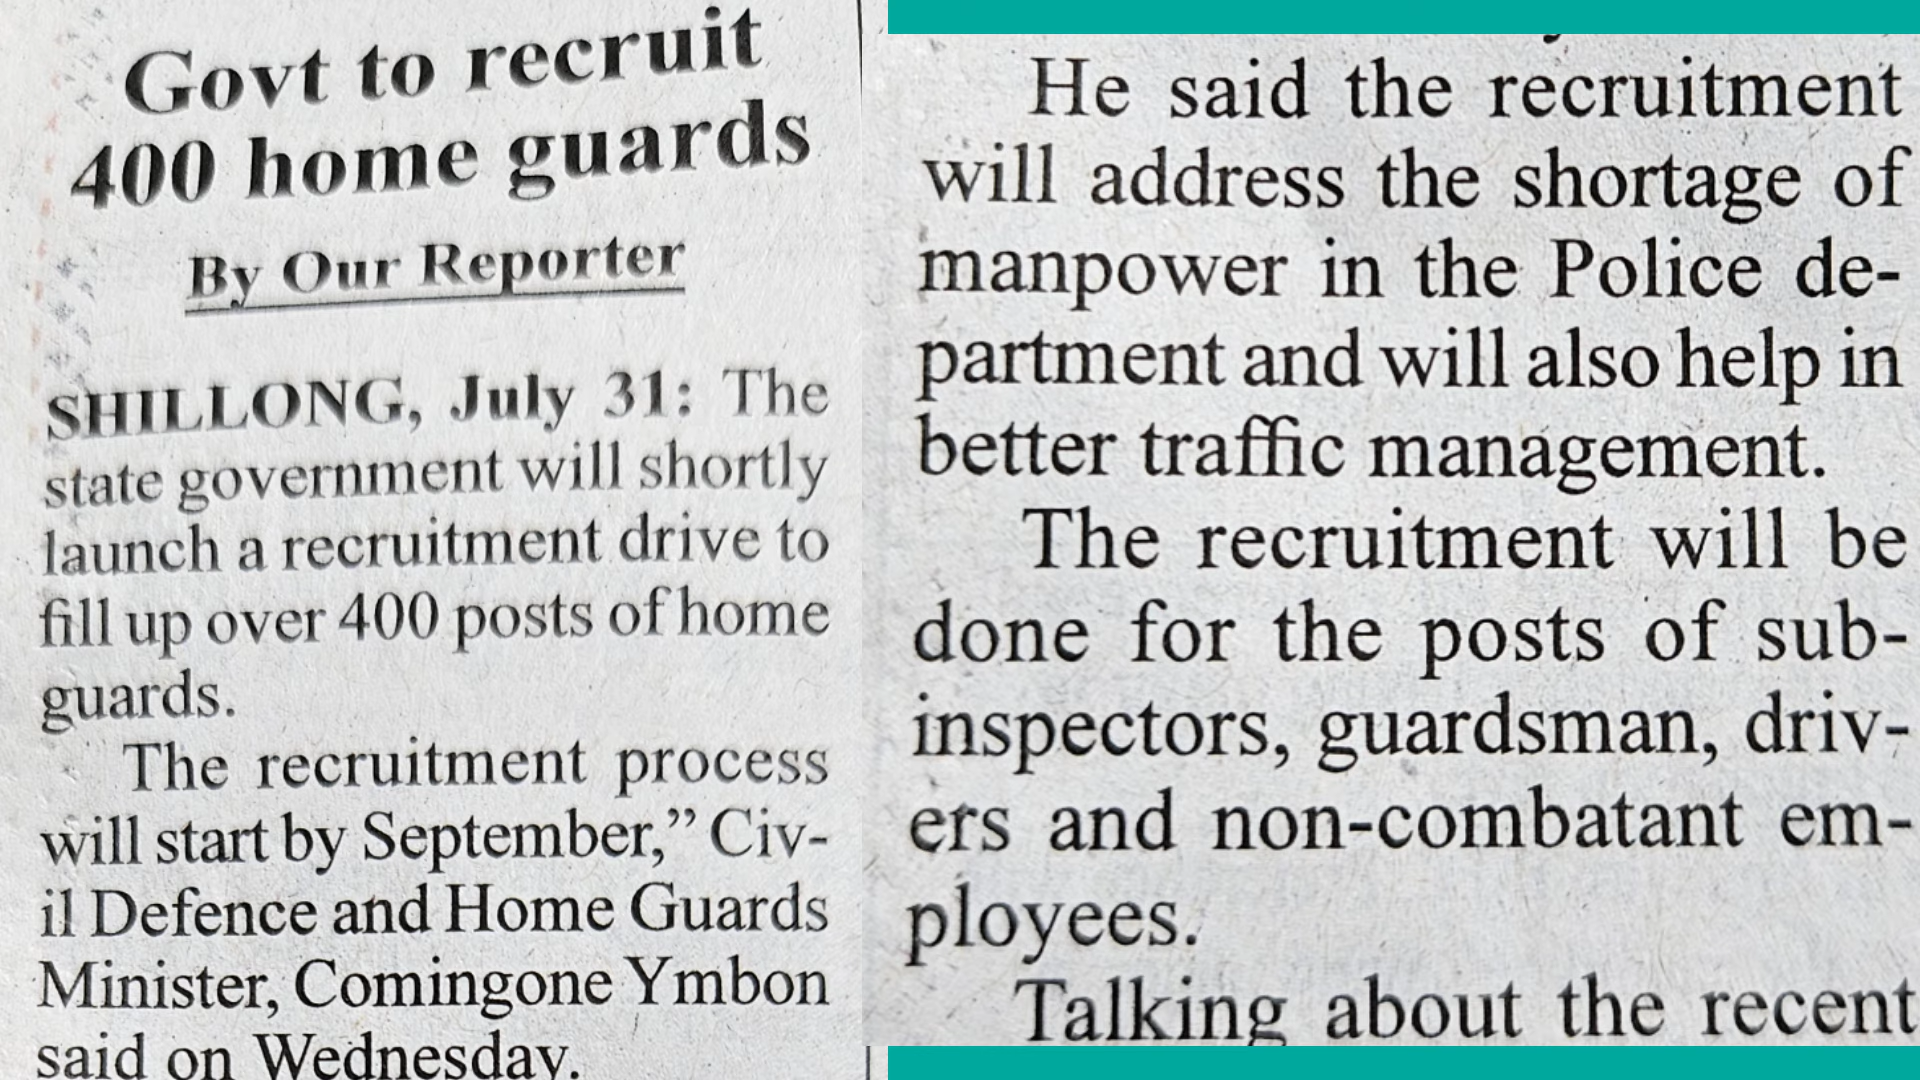 Govt to recruit
400 home guards
By Our Reporter
SHILLONG, July 31: The
state government will shortly
launch a recruitment drive to
fill up over 400 posts of home
guards.
The recruitment process
will start by September,” Civ-
il Defence and Home Guards
Minister, Comingone Ymbon
said on Wednesday.
He said the recruitment
will address the shortage of
manpower in the Police de-
partment and will also help in
better traffic management.
The recruitment will be
done for the posts of sub-
inspectors, guardsman, driv-
ers and non-combatant em-
ployees.
Talking about the recent